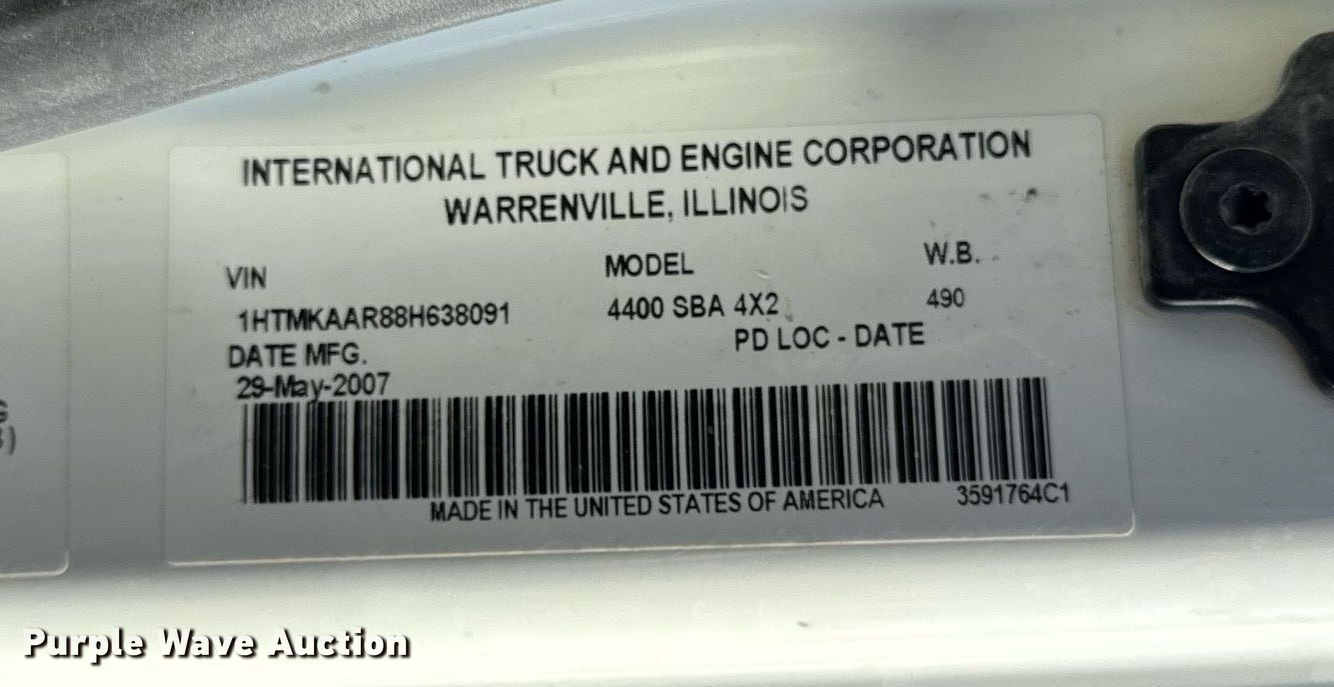 INTERNATIONAL TRUCK AND ENGINE CORPORATION
WARRENVILLE, ILLINOIS
VIN MODEL W.B.
1HTMKAAR88H638091 4400 SBA 4X2 490
DATE MFG. PD LOC - DATE
29-May-2007
MADE IN THE UNITED STATES OF AMERICA 3591764C1
Purple Wave Auction